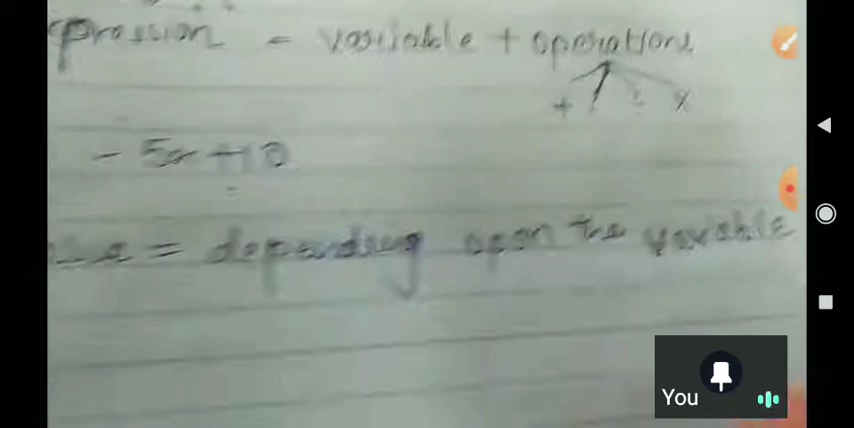 pression = variable + operations
+ - ÷ ×
- 5x + 10
= depending upon the variable
You